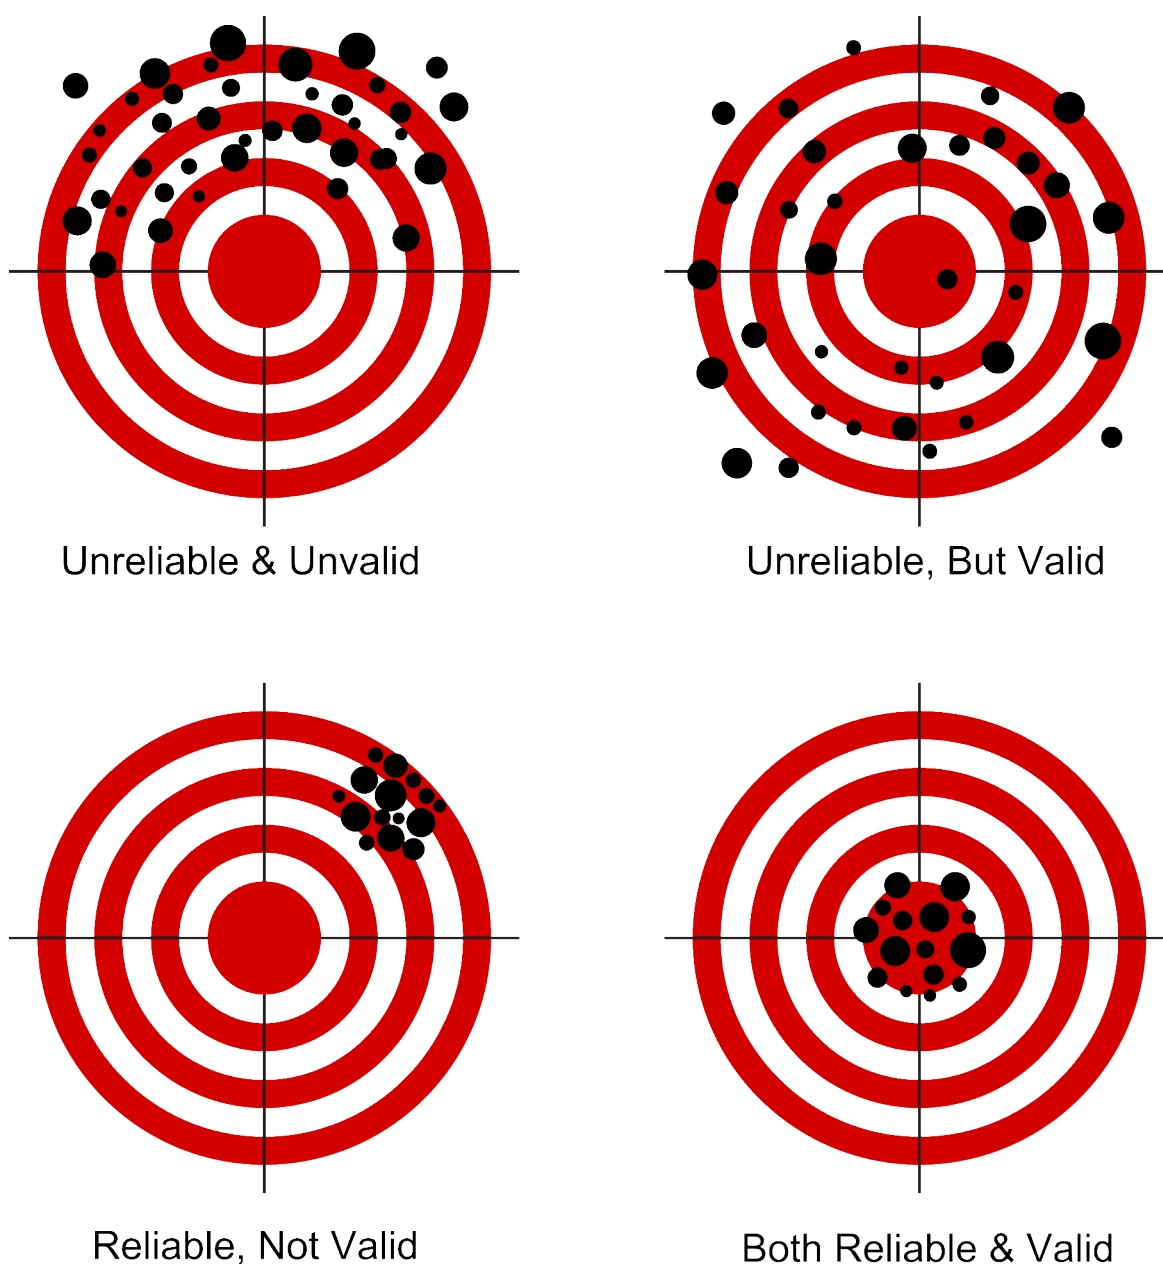 Unreliable & Unvalid
Unreliable, But Valid
Reliable, Not Valid
Both Reliable & Valid